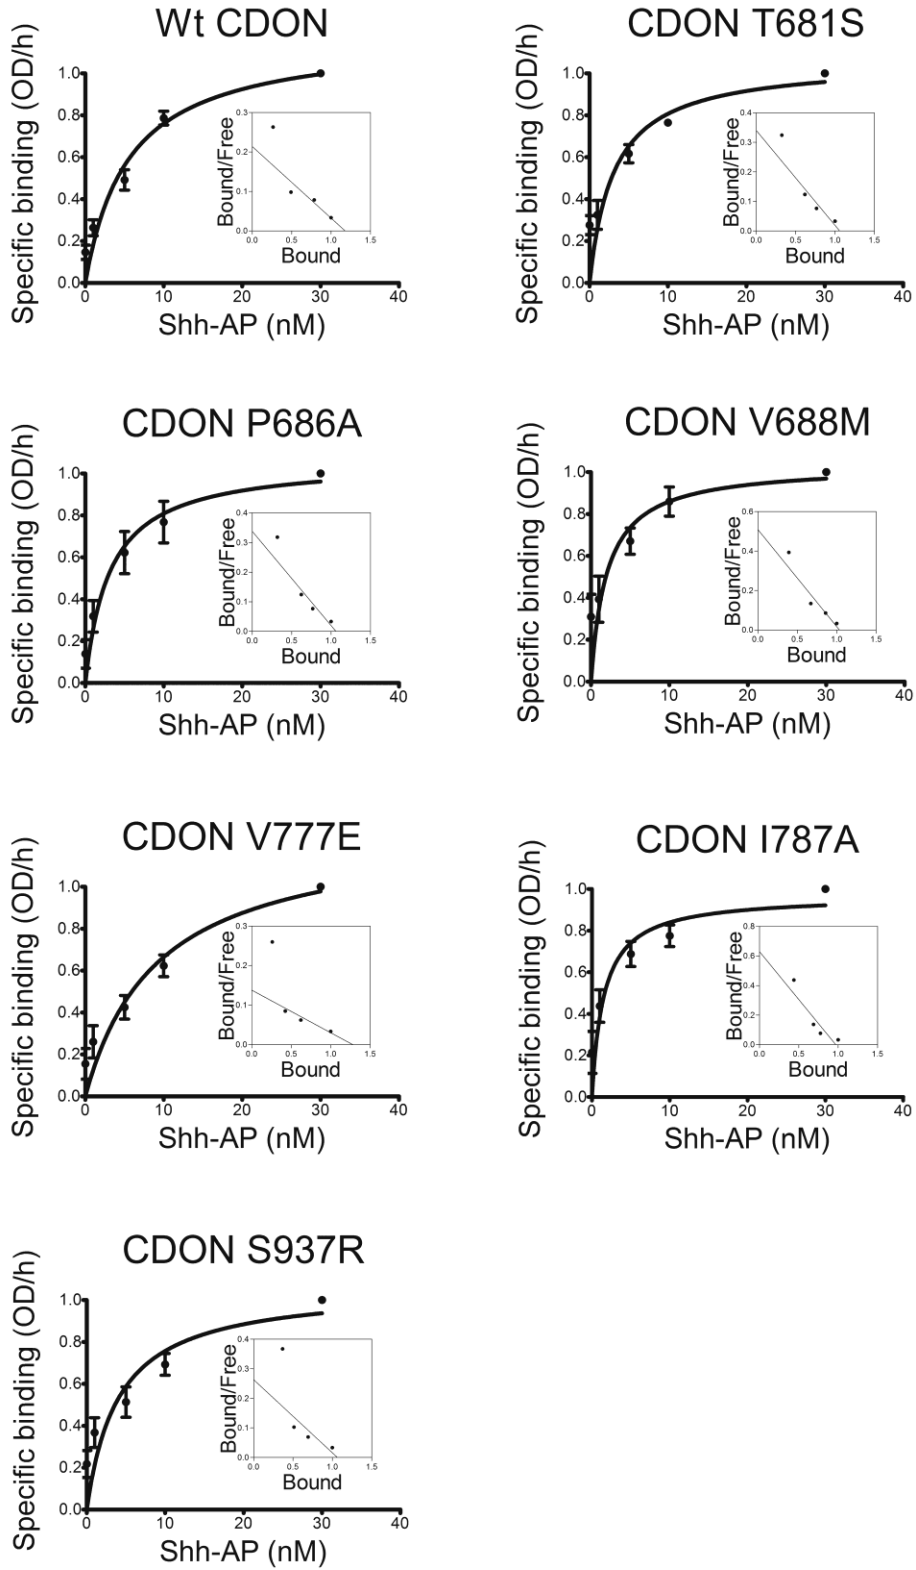 Wt CDON
Specific binding (OD/h)
1.0
0.8
0.6
0.4
0.2
0.0
0 10 20 30 40
Shh-AP (nM)
Bound/Free
0.3
0.2
0.1
0.0
0.0 0.5 1.0 1.5
Bound
CDON T681S
Specific binding (OD/h)
1.0
0.8
0.6
0.4
0.2
0.0
0 10 20 30 40
Shh-AP (nM)
Bound/Free
0.4
0.3
0.2
0.1
0.0
0.0 0.5 1.0 1.5
Bound
CDON P686A
Specific binding (OD/h)
1.0
0.8
0.6
0.4
0.2
0.0
0 10 20 30 40
Shh-AP (nM)
Bound/Free
0.4
0.3
0.2
0.1
0.0
0.0 0.5 1.0 1.5
Bound
CDON V688M
Specific binding (OD/h)
1.0
0.8
0.6
0.4
0.2
0.0
0 10 20 30 40
Shh-AP (nM)
Bound/Free
0.6
0.4
0.2
0.0
0.0 0.5 1.0 1.5
Bound
CDON V777E
Specific binding (OD/h)
1.0
0.8
0.6
0.4
0.2
0.0
0 10 20 30 40
Shh-AP (nM)
Bound/Free
0.3
0.2
0.1
0.0
0.0 0.5 1.0 1.5
Bound
CDON I787A
Specific binding (OD/h)
1.0
0.8
0.6
0.4
0.2
0.0
0 10 20 30 40
Shh-AP (nM)
Bound/Free
0.8
0.6
0.4
0.2
0.0
0.0 0.5 1.0 1.5
Bound
CDON S937R
Specific binding (OD/h)
1.0
0.8
0.6
0.4
0.2
0.0
0 10 20 30 40
Shh-AP (nM)
Bound/Free
0.4
0.3
0.2
0.1
0.0
0.0 0.5 1.0 1.5
Bound